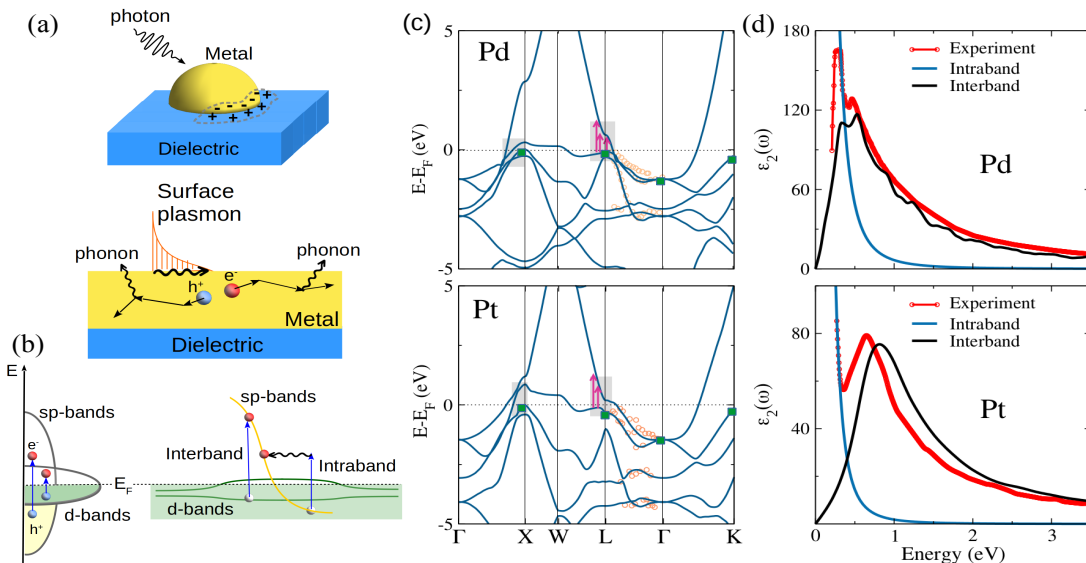 (a)
photon
Metal
- - - - -
+ + + + +
Dielectric
Surface
plasmon
phonon
phonon
e-
h+
Metal
Dielectric
(b)
E
sp-bands
e-
E_F
d-bands
h+
sp-bands
Interband
Intraband
d-bands
(c)
Pd
5
0
-5
E-E_F (eV)
Pt
5
0
-5
E-E_F (eV)
Γ X W L Γ K
(d)
180
120
60
0
ε₂(ω)
Experiment
Intraband
Interband
Pd
80
40
ε₂(ω)
Experiment
Intraband
Interband
Pt
0 1 2 3
Energy (eV)